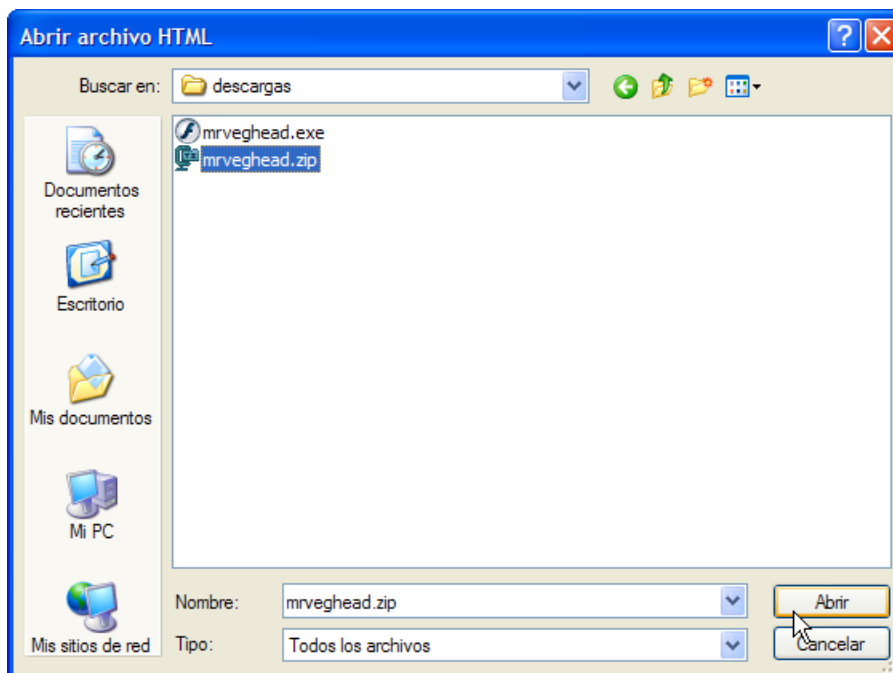 Abrir archivo HTML
Buscar en:
descargas
mrveghead.exe
mrveghead.zip
Documentos
recientes
Escritorio
Mis documentos
Mi PC
Mis sitios de red
Nombre:
mrveghead.zip
Abrir
Tipo:
Todos los archivos
Cancelar